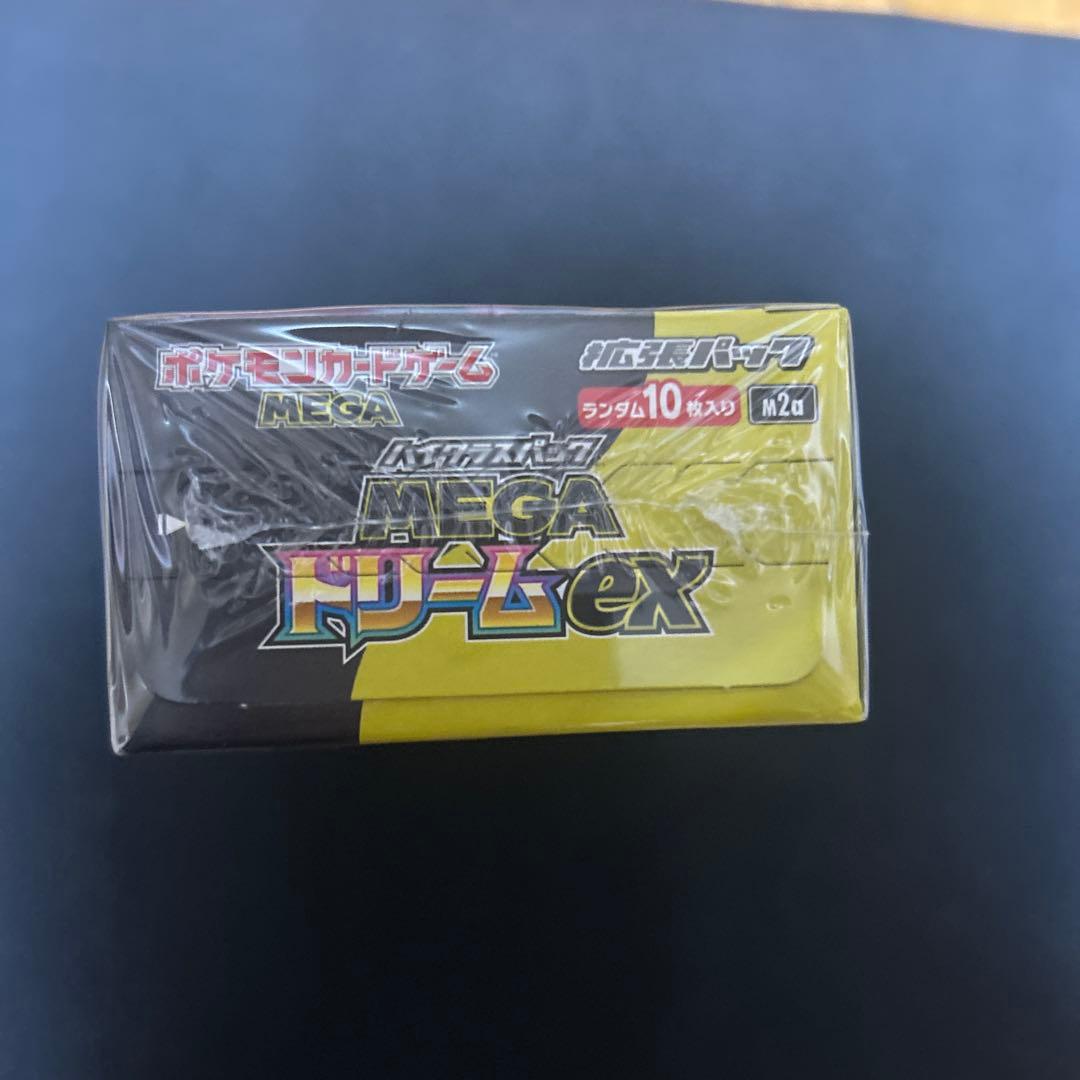 ポケモンカードゲーム
MEGA
拡張パック
ランダム10枚入り
M2a
ハイクラスパック
MEGA
ドリームex